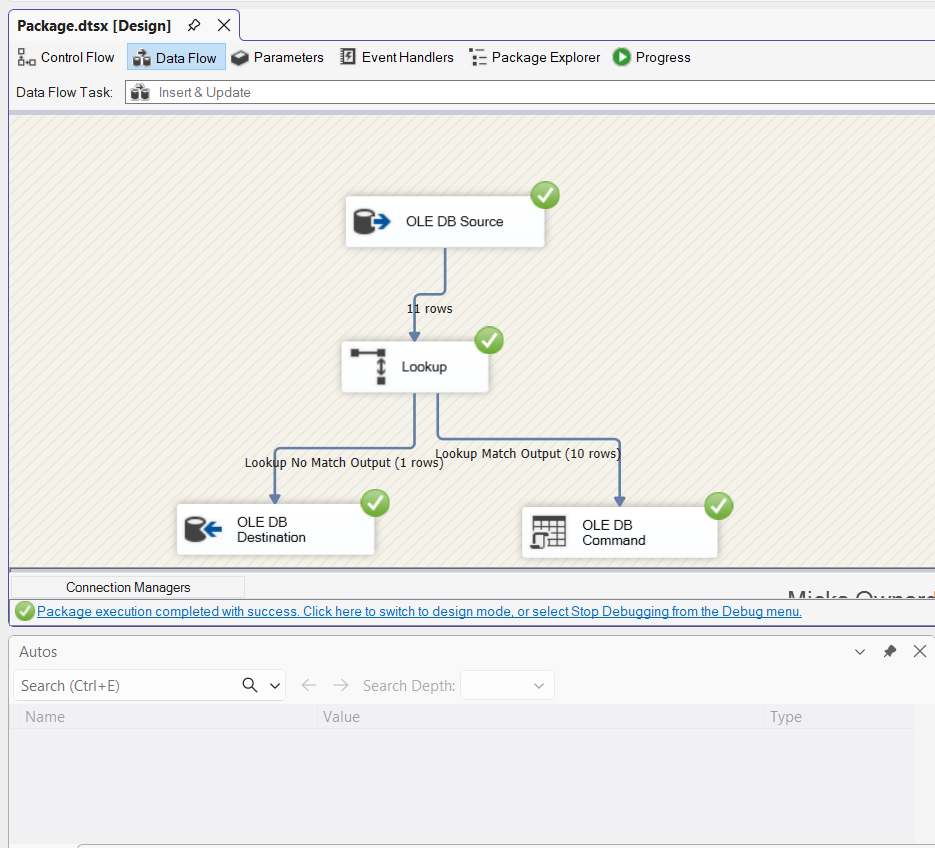 Package.dtsx [Design]
Control Flow Data Flow Parameters Event Handlers Package Explorer Progress
Data Flow Task: Insert & Update
OLE DB Source
11 rows
Lookup
Lookup No Match Output (1 rows)
Lookup Match Output (10 rows)
OLE DB
Destination
OLE DB
Command
Connection Managers
Package execution completed with success. Click here to switch to design mode, or select Stop Debugging from the Debug menu.
Autos
Search (Ctrl+E) Search Depth:
Name Value Type